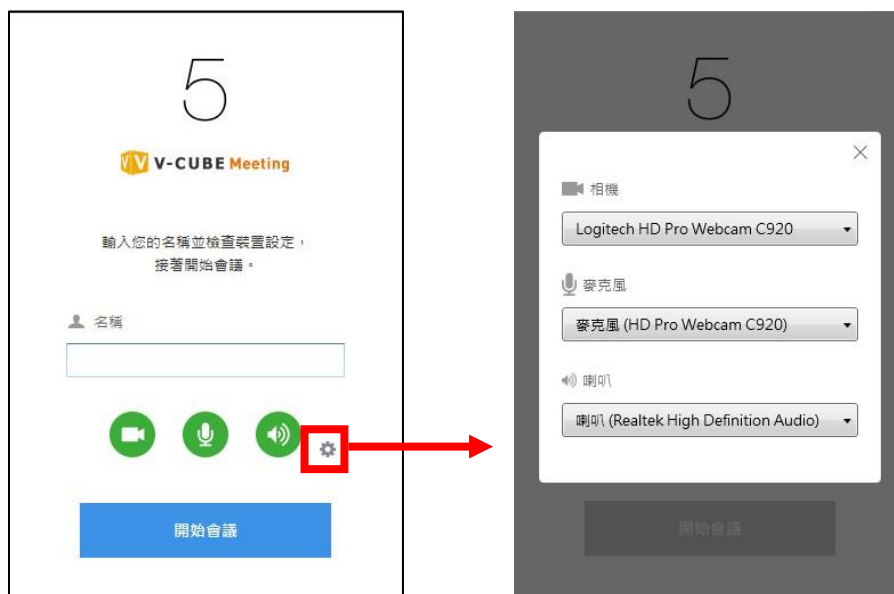 5
V-CUBE Meeting
輸入您的名稱並檢查裝置設定，
接著開始會議。
名稱
開始會議
5
相機
Logitech HD Pro Webcam C920
麥克風
麥克風 (HD Pro Webcam C920)
喇叭
喇叭 (Realtek High Definition Audio)
開始會議